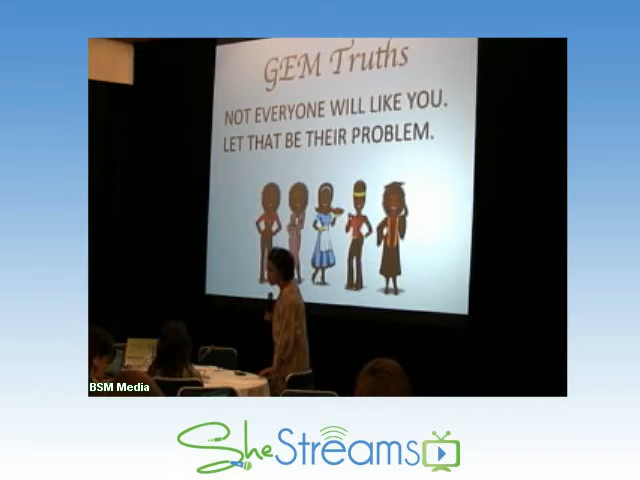 GEM Truths
NOT EVERYONE WILL LIKE YOU.
LET THAT BE THEIR PROBLEM.
BSM Media
SheStreams